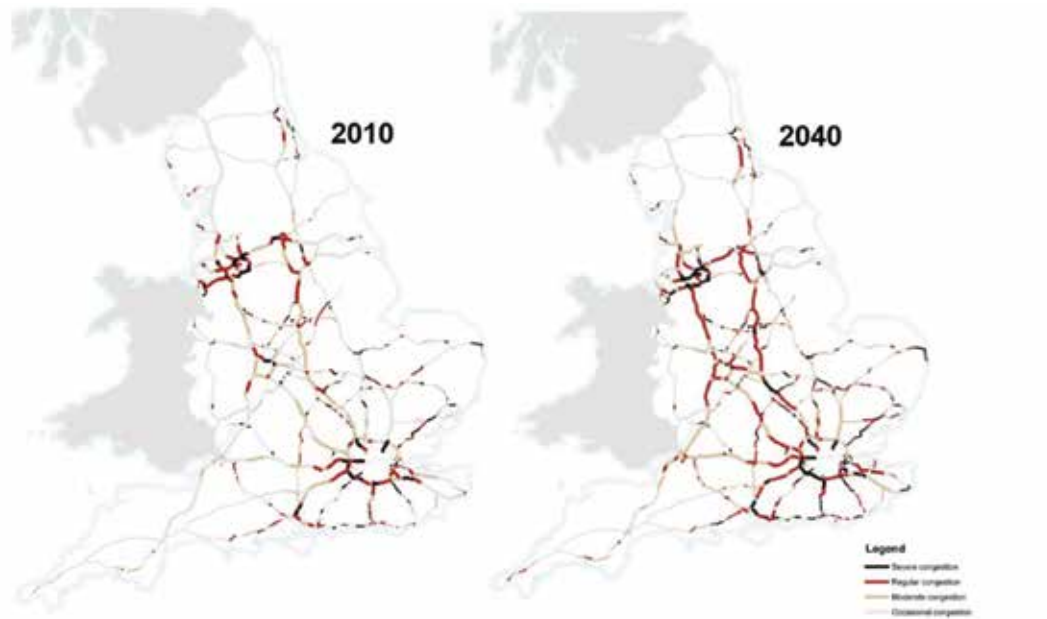 2010
2040
Legend
Severe congestion
Regular congestion
Moderate congestion
Occasional congestion